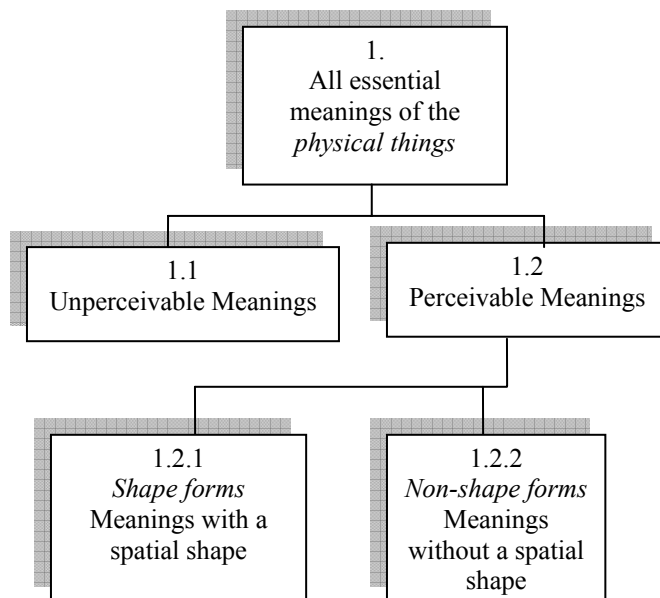 1.
All essential
meanings of the
physical things
1.1
Unperceivable Meanings
1.2
Perceivable Meanings
1.2.1
Shape forms
Meanings with a
spatial shape
1.2.2
Non-shape forms
Meanings
without a spatial
shape